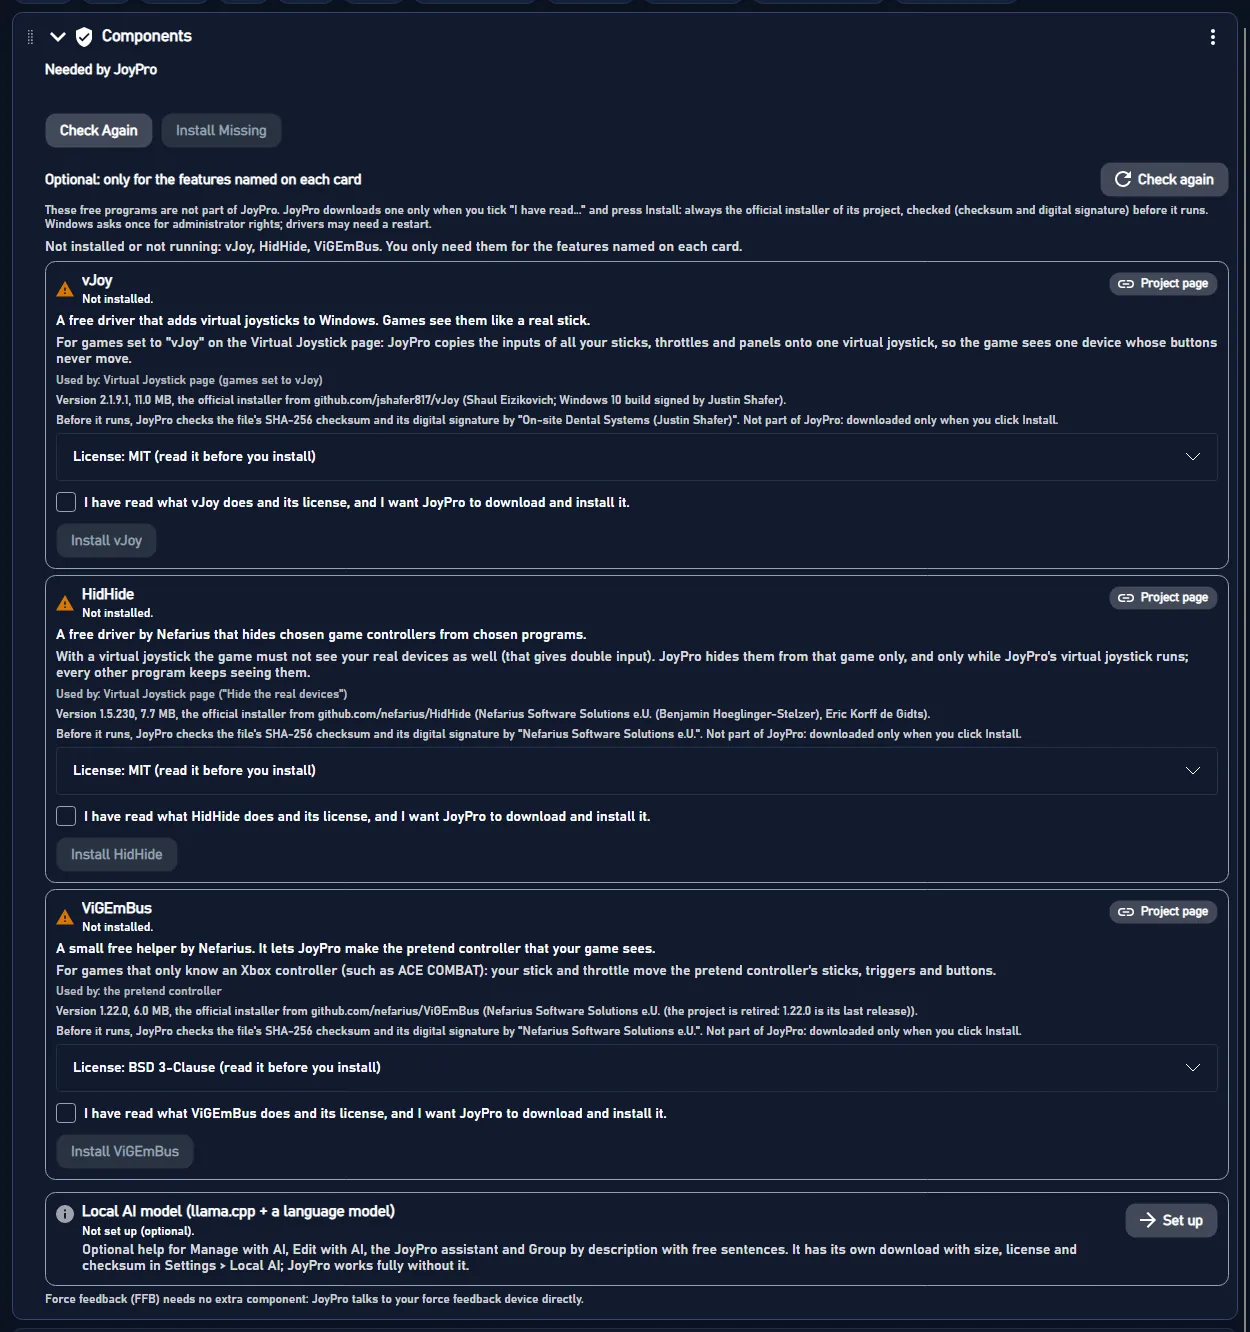 Components
Needed by JoyPro
Check Again
Install Missing
Optional: only for the features named on each card
Check again
These free programs are not part of JoyPro. JoyPro downloads one only when you tick "I have read..." and press Install: always the official installer of its project, checked (checksum and digital signature) before it runs.
Windows asks once for administrator rights; drivers may need a restart.
Not installed or not running: vJoy, HidHide, ViGEmBus. You only need them for the features named on each card.
vJoy
Project page
Not installed.
A free driver that adds virtual joysticks to Windows. Games see them like a real stick.
For games set to "vJoy" on the Virtual Joystick page: JoyPro copies the inputs of all your sticks, throttles and panels onto one virtual joystick, so the game sees one device whose buttons
never move.
Used by: Virtual Joystick page (games set to vJoy)
Version 2.1.9.1, 11.0 MB, the official installer from github.com/jshafer817/vJoy (Shaul Eizikovich; Windows 10 build signed by Justin Shafer).
Before it runs, JoyPro checks the file's SHA-256 checksum and its digital signature by "On-site Dental Systems (Justin Shafer)". Not part of JoyPro: downloaded only when you click Install.
License: MIT (read it before you install)
I have read what vJoy does and its license, and I want JoyPro to download and install it.
Install vJoy
HidHide
Project page
Not installed.
A free driver by Nefarius that hides chosen game controllers from chosen programs.
With a virtual joystick the game must not see your real devices as well (that gives double input). JoyPro hides them from that game only, and only while JoyPro's virtual joystick runs;
every other program keeps seeing them.
Used by: Virtual Joystick page ("Hide the real devices")
Version 1.5.230, 7.7 MB, the official installer from github.com/nefarius/HidHide (Nefarius Software Solutions e.U. (Benjamin Hoeglinger-Stelzer), Eric Korff de Gidts).
Before it runs, JoyPro checks the file's SHA-256 checksum and its digital signature by "Nefarius Software Solutions e.U.". Not part of JoyPro: downloaded only when you click Install.
License: MIT (read it before you install)
I have read what HidHide does and its license, and I want JoyPro to download and install it.
Install HidHide
ViGEmBus
Project page
Not installed.
A small free helper by Nefarius. It lets JoyPro make the pretend controller that your game sees.
For games that only know an Xbox controller (such as ACE COMBAT): your stick and throttle move the pretend controller's sticks, triggers and buttons.
Used by: the pretend controller
Version 1.22.0, 6.0 MB, the official installer from github.com/nefarius/ViGEmBus (Nefarius Software Solutions e.U. (the project is retired: 1.22.0 is its last release)).
Before it runs, JoyPro checks the file's SHA-256 checksum and its digital signature by "Nefarius Software Solutions e.U.". Not part of JoyPro: downloaded only when you click Install.
License: BSD 3-Clause (read it before you install)
I have read what ViGEmBus does and its license, and I want JoyPro to download and install it.
Install ViGEmBus
Local AI model (llama.cpp + a language model)
Set up
Not set up (optional).
Optional help for Manage with AI, Edit with AI, the JoyPro assistant and Group by description with free sentences. It has its own download with size, license and
checksum in Settings > Local AI; JoyPro works fully without it.
Force feedback (FFB) needs no extra component: JoyPro talks to your force feedback device directly.